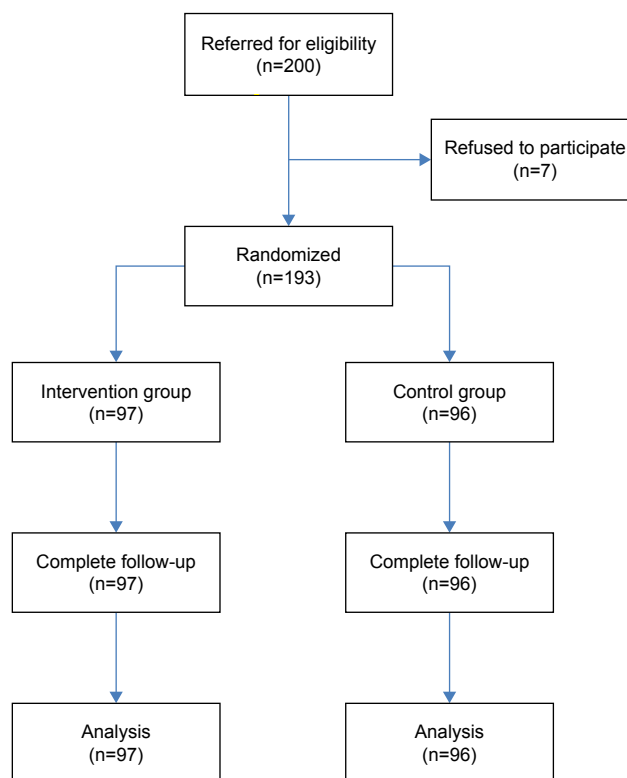 Referred for eligibility
(n=200)
Refused to participate
(n=7)
Randomized
(n=193)
Intervention group
(n=97)
Control group
(n=96)
Complete follow-up
(n=97)
Complete follow-up
(n=96)
Analysis
(n=97)
Analysis
(n=96)